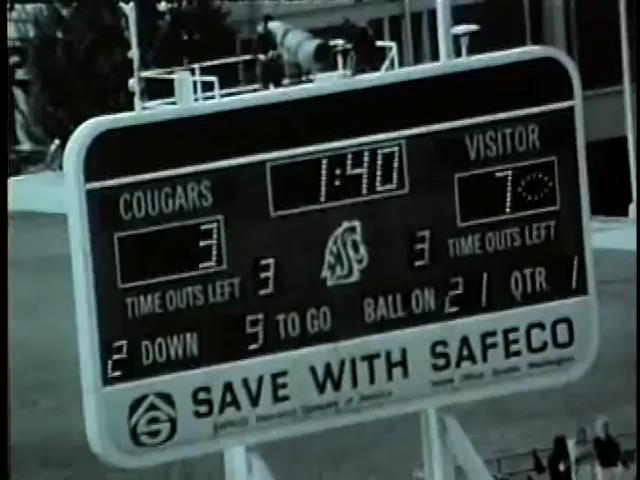 COUGARS 1:40 VISITOR
3 7
TIME OUTS LEFT 3 3 TIME OUTS LEFT
2 DOWN 9 TO GO BALL ON 21 QTR 1
SAVE WITH SAFECO